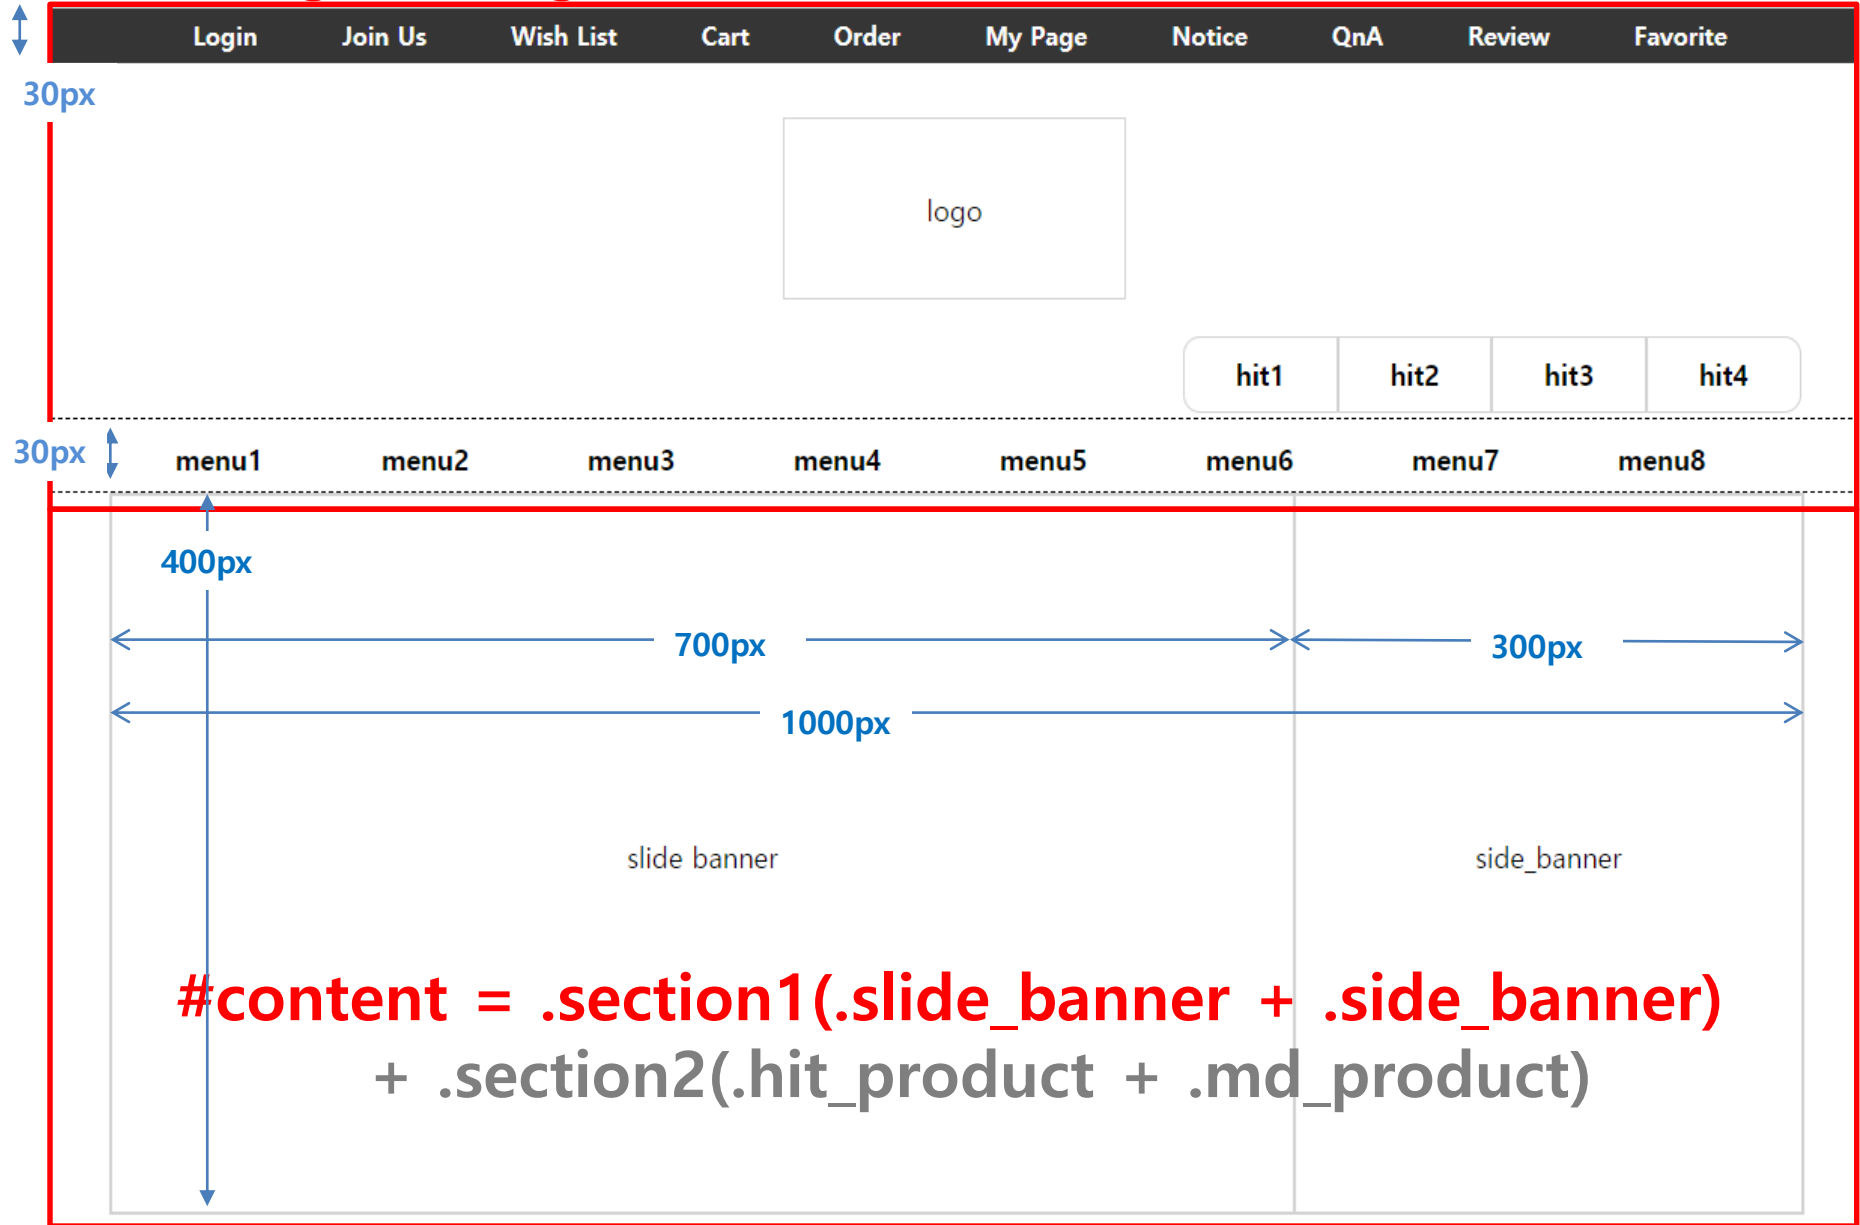 Login Join Us Wish List Cart Order My Page Notice QnA Review Favorite
30px
logo
hit1 hit2 hit3 hit4
30px menu1 menu2 menu3 menu4 menu5 menu6 menu7 menu8
400px
700px 300px
1000px
slide banner side_banner
#content = .section1(.slide_banner + .side_banner)
+ .section2(.hit_product + .md_product)